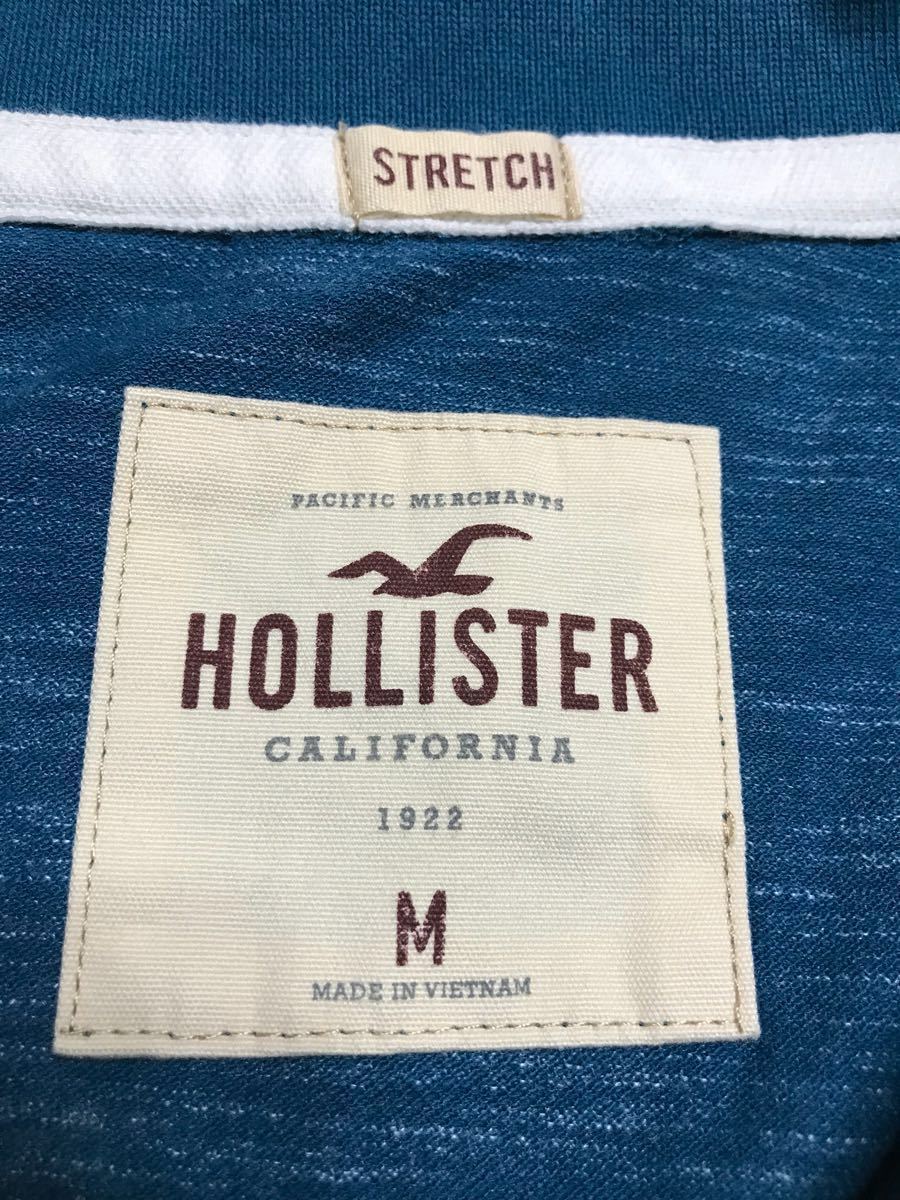 STRETCH
PACIFIC MERCHANTS
HOLLISTER
CALIFORNIA
1922
M
MADE IN VIETNAM